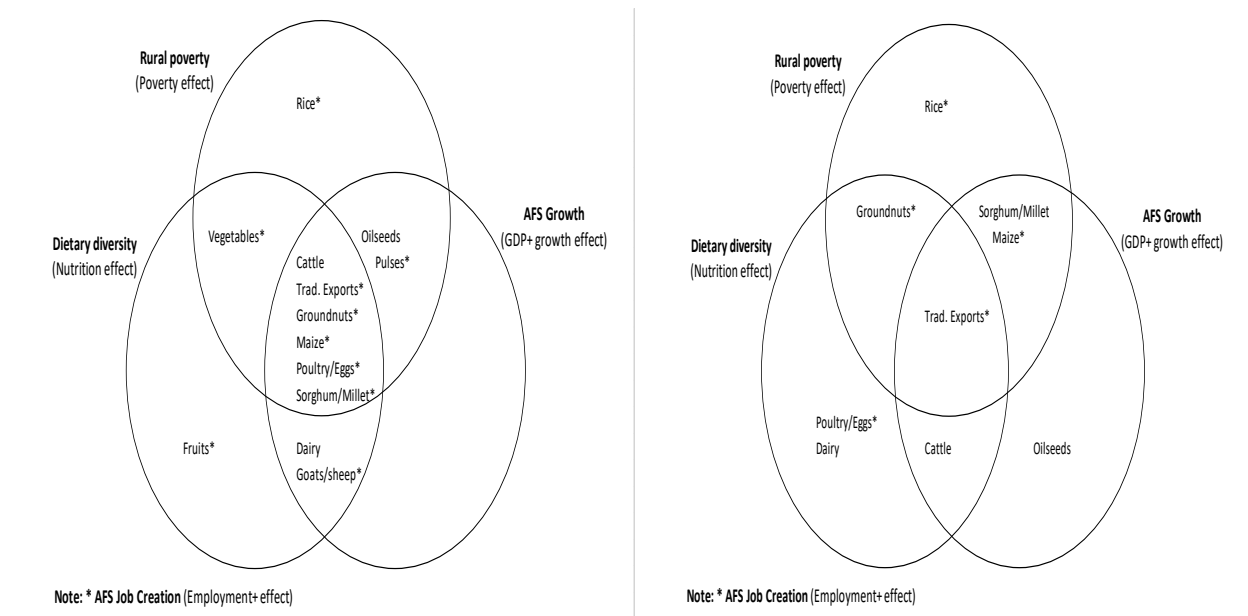 Rural poverty
(Poverty effect)
Rice*
Vegetables*
Oilseeds
Pulses*
AFS Growth
(GDP+ growth effect)
Dietary diversity
(Nutrition effect)
Cattle
Trad. Exports*
Groundnuts*
Maize*
Poultry/Eggs*
Sorghum/Millet*
Fruits*
Dairy
Goats/sheep*
Note: * AFS Job Creation (Employment+ effect)
Rural poverty
(Poverty effect)
Rice*
Groundnuts*
Sorghum/Millet
Maize*
AFS Growth
(GDP+ growth effect)
Dietary diversity
(Nutrition effect)
Trad. Exports*
Poultry/Eggs*
Dairy
Cattle
Oilseeds
Note: * AFS Job Creation (Employment+ effect)